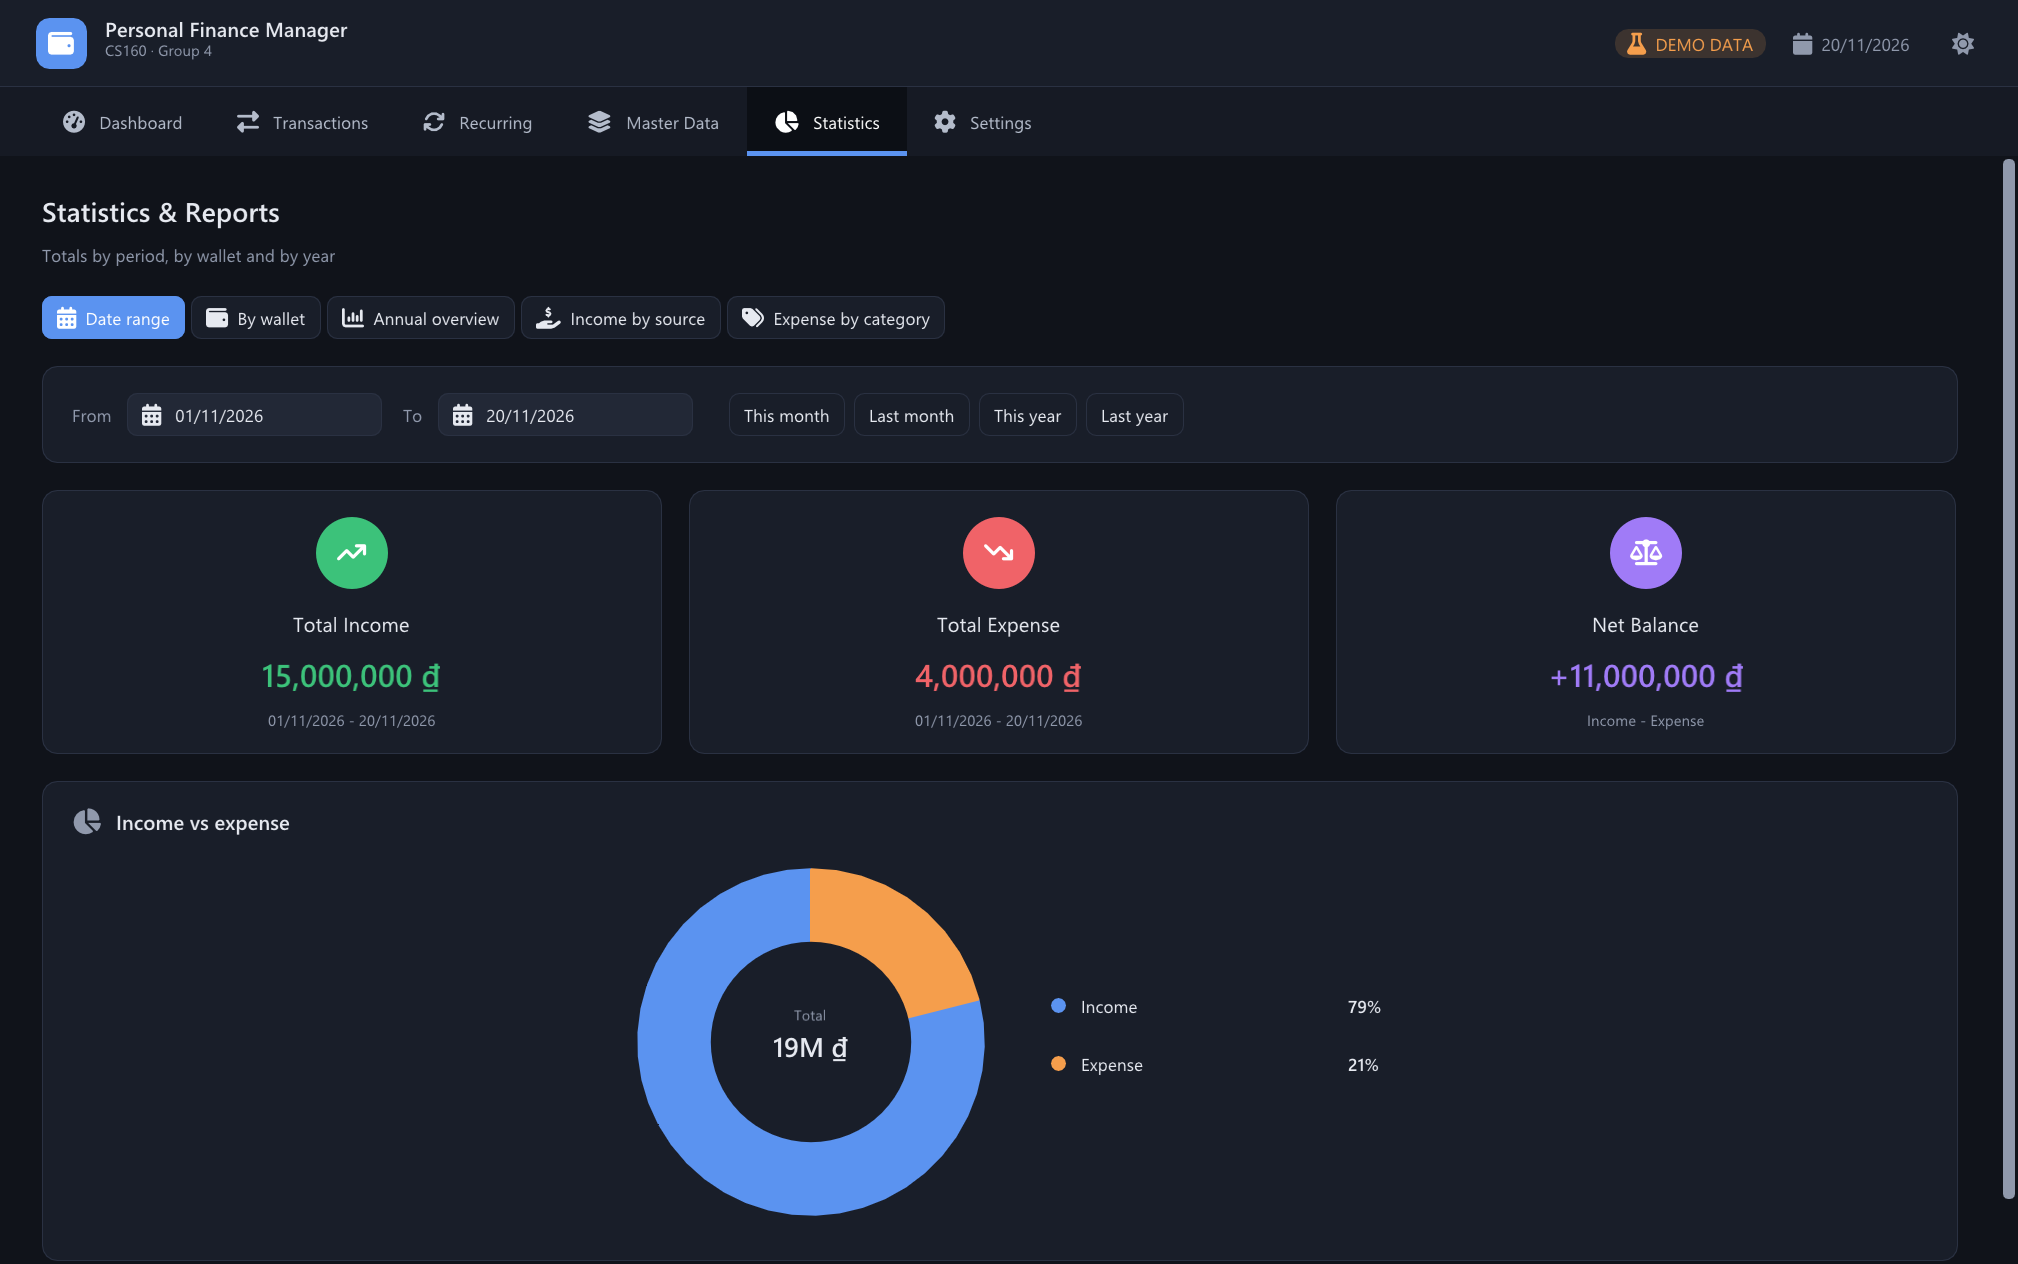 Personal Finance Manager
CS160 · Group 4
DEMO DATA
20/11/2026
Dashboard
Transactions
Recurring
Master Data
Statistics
Settings
Statistics & Reports
Totals by period, by wallet and by year
Date range
By wallet
Annual overview
Income by source
Expense by category
From
01/11/2026
To
20/11/2026
This month
Last month
This year
Last year
Total Income
15,000,000 ₫
01/11/2026 - 20/11/2026
Total Expense
4,000,000 ₫
01/11/2026 - 20/11/2026
Net Balance
+11,000,000 ₫
Income - Expense
Income vs expense
Total
19M ₫
Income 79%
Expense 21%